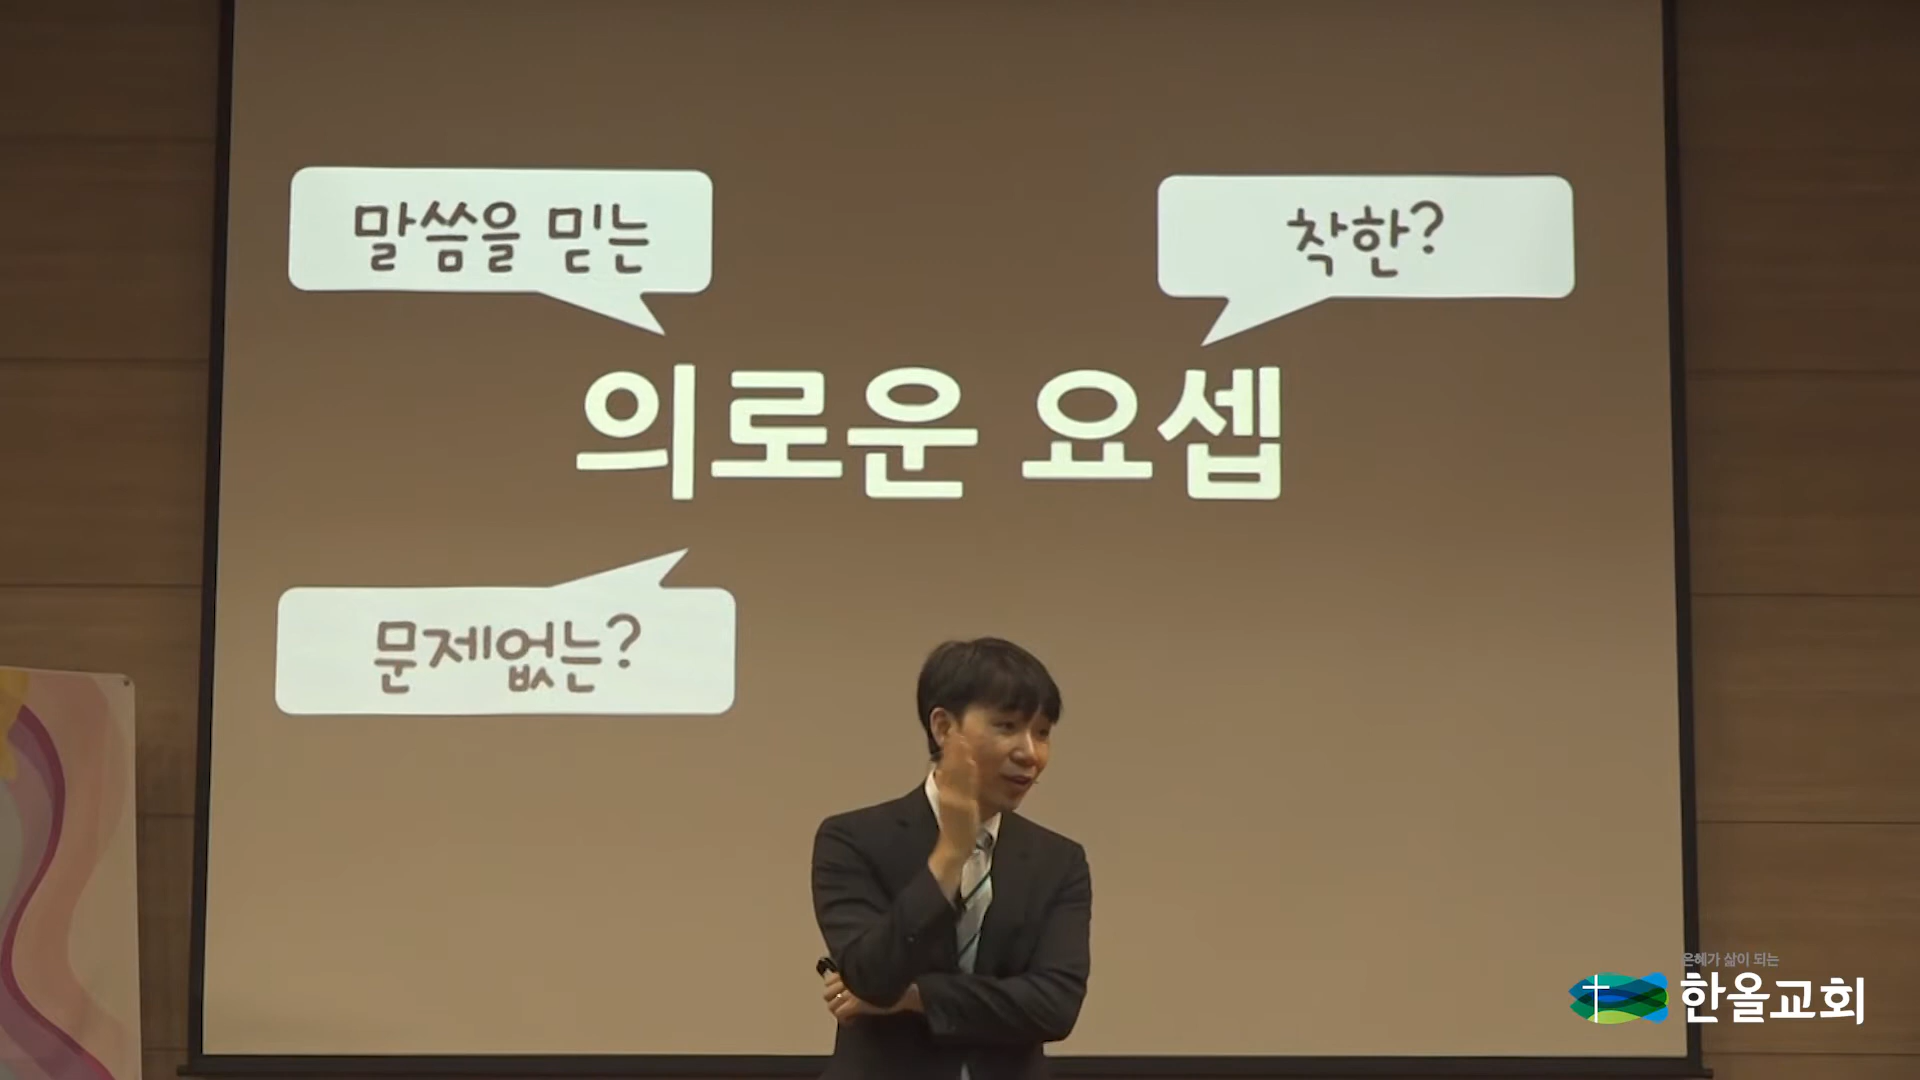 말씀을 믿는
착한?
의로운 요셉
문제없는?
은혜가 삶이 되는
한올교회